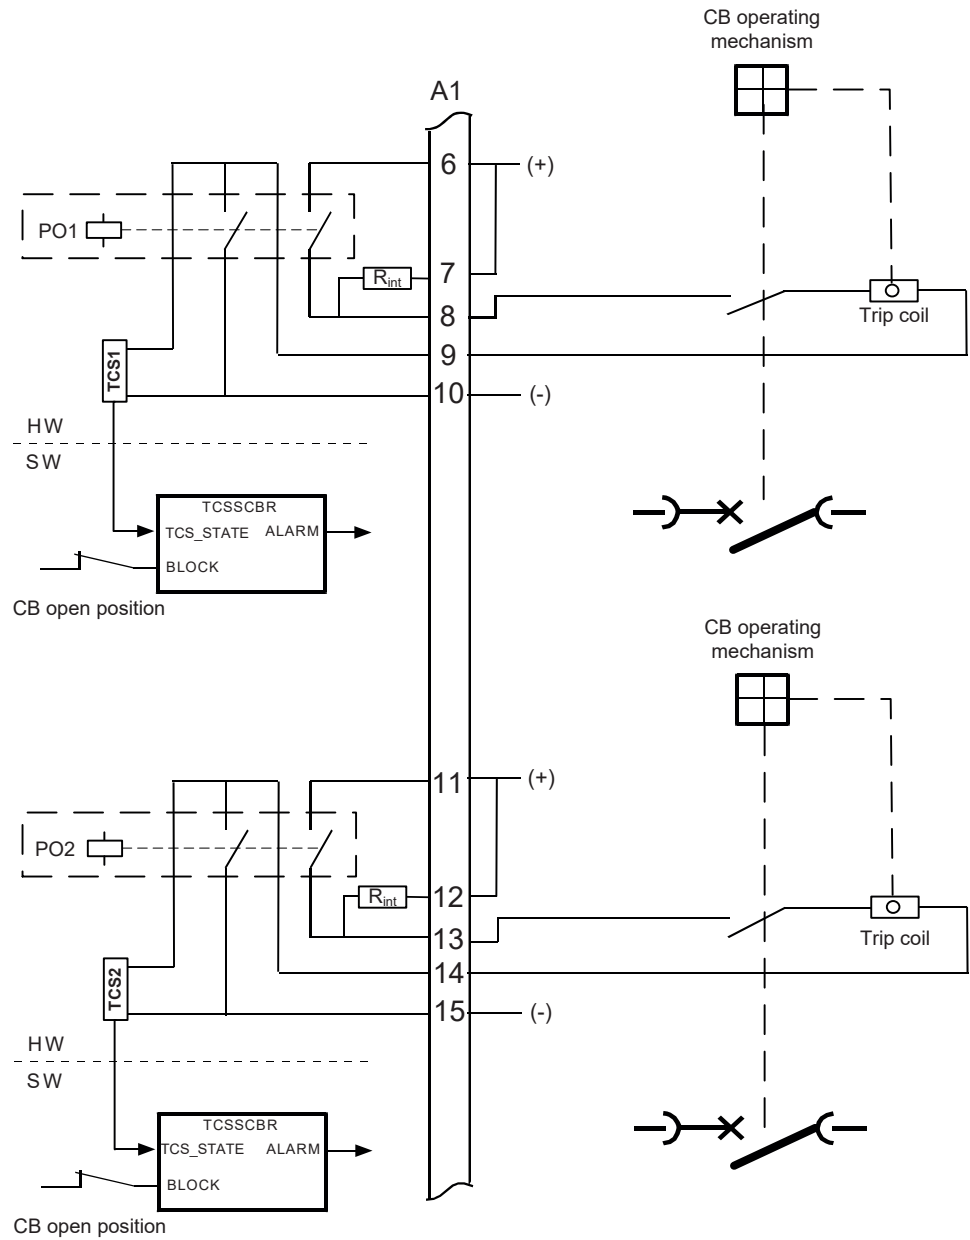 CB operating
mechanism
A1
6
(+)
PO1
7
Rint
8
Trip coil
9
TCS1
10
(-)
HW
SW
TCSSCBR
TCS_STATE
ALARM
BLOCK
CB open position
CB operating
mechanism
11
(+)
PO2
12
Rint
13
Trip coil
14
TCS2
15
(-)
HW
SW
TCSSCBR
TCS_STATE
ALARM
BLOCK
CB open position